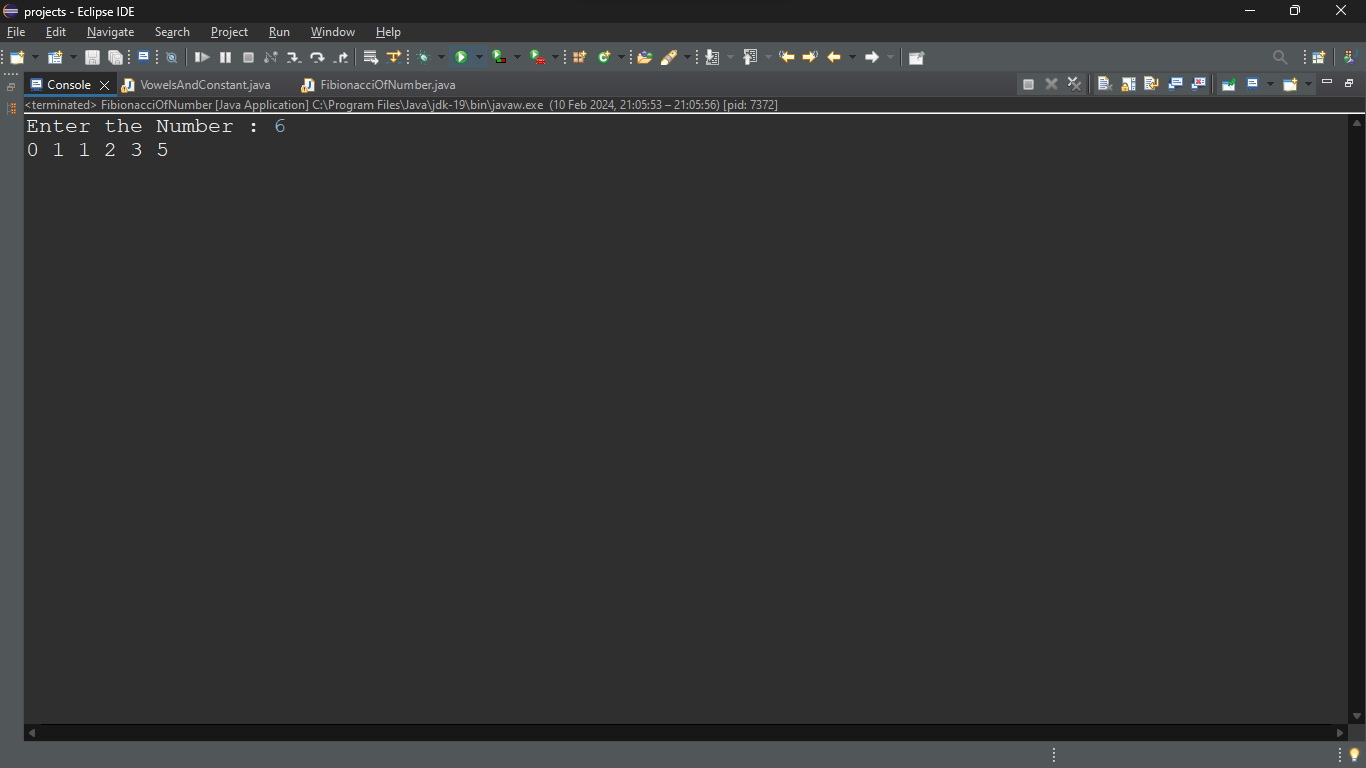 projects - Eclipse IDE
File Edit Navigate Search Project Run Window Help
Console VowelsAndConstant.java FibionacciOfNumber.java
<terminated> FibionacciOfNumber [Java Application] C:\Program Files\Java\jdk-19\bin\javaw.exe (10 Feb 2024, 21:05:53 – 21:05:56) [pid: 7372]
Enter the Number : 6
0 1 1 2 3 5